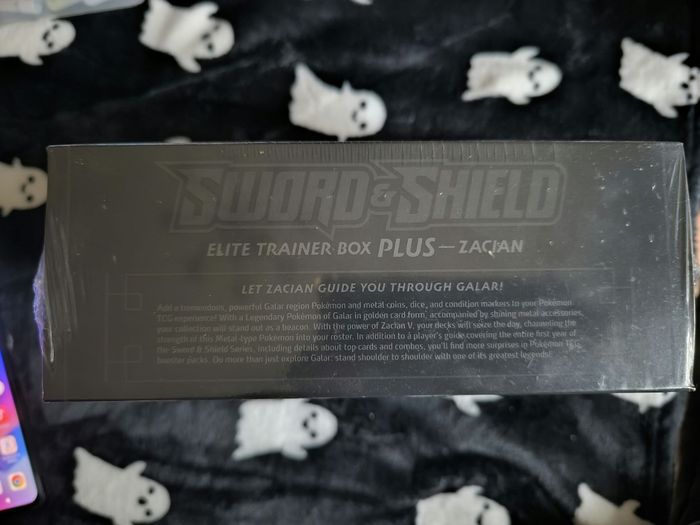 SWORD & SHIELD
ELITE TRAINER BOX PLUS — ZACIAN
LET ZACIAN GUIDE YOU THROUGH GALAR!
Add a tremendous, powerful Galar region Pokémon and metal coins, dice, and condition markers to your Pokémon
TCG experience! With a Legendary Pokémon of Galar in golden card form, accompanied by shining metal accessories,
your collection will stand out as a beacon. With the power of Zacian V, your decks will seize the day, channeling the
strength of this Metal-type Pokémon into your roster. In addition to a player's guide covering the entire first year of
the Sword & Shield Series, including details about top cards and combos, you'll find more surprises in Pokémon TCG
booster packs. Do more than just explore Galar: stand shoulder to shoulder with one of its greatest legends!